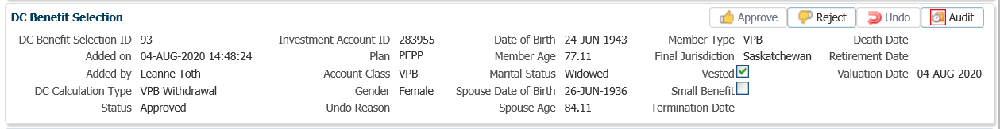 DC Benefit Selection Approve Reject Undo Audit
DC Benefit Selection ID 93 Investment Account ID 283955 Date of Birth 24-JUN-1943 Member Type VPB Death Date
Added on 04-AUG-2020 14:48:24 Plan PEPP Member Age 77.11 Final Jurisdiction Saskatchewan Retirement Date
Added by Leanne Toth Account Class VPB Marital Status Widowed Vested Valuation Date 04-AUG-2020
DC Calculation Type VPB Withdrawal Gender Female Spouse Date of Birth 26-JUN-1936 Small Benefit
Status Approved Undo Reason Spouse Age 84.11 Termination Date